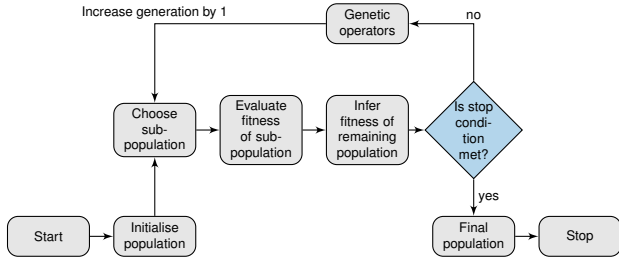 Increase generation by 1
Genetic
operators
no
Choose
sub-
population
Evaluate
fitness
of sub-
population
Infer
fitness of
remaining
population
Is stop
condi-
tion
met?
yes
Start
Initialise
population
Final
population
Stop